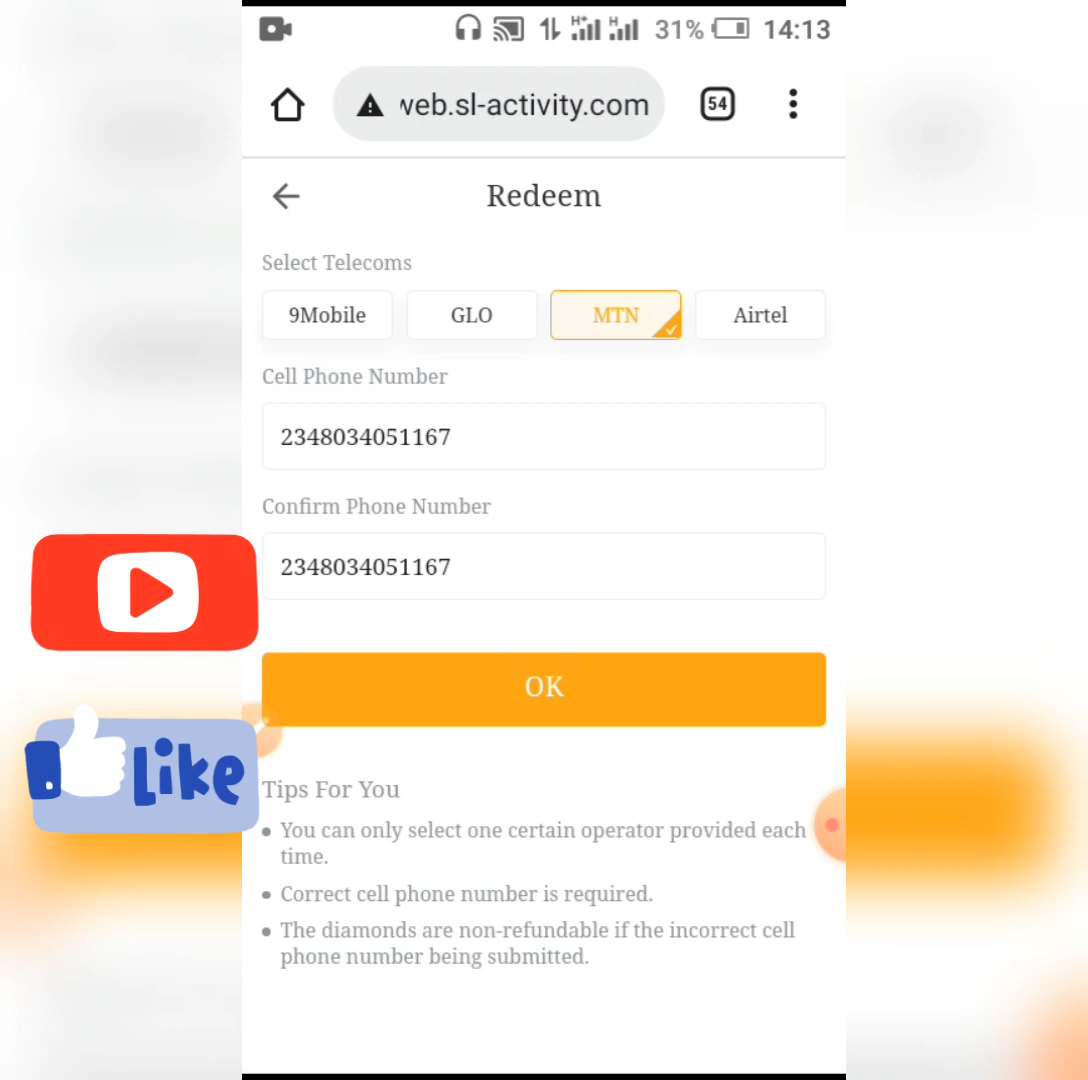 H+ H 31% 14:13
web.sl-activity.com 54
Redeem
Select Telecoms
9Mobile GLO MTN Airtel
Cell Phone Number
2348034051167
Confirm Phone Number
2348034051167
OK
Like
Tips For You
You can only select one certain operator provided each
time.
Correct cell phone number is required.
The diamonds are non-refundable if the incorrect cell
phone number being submitted.